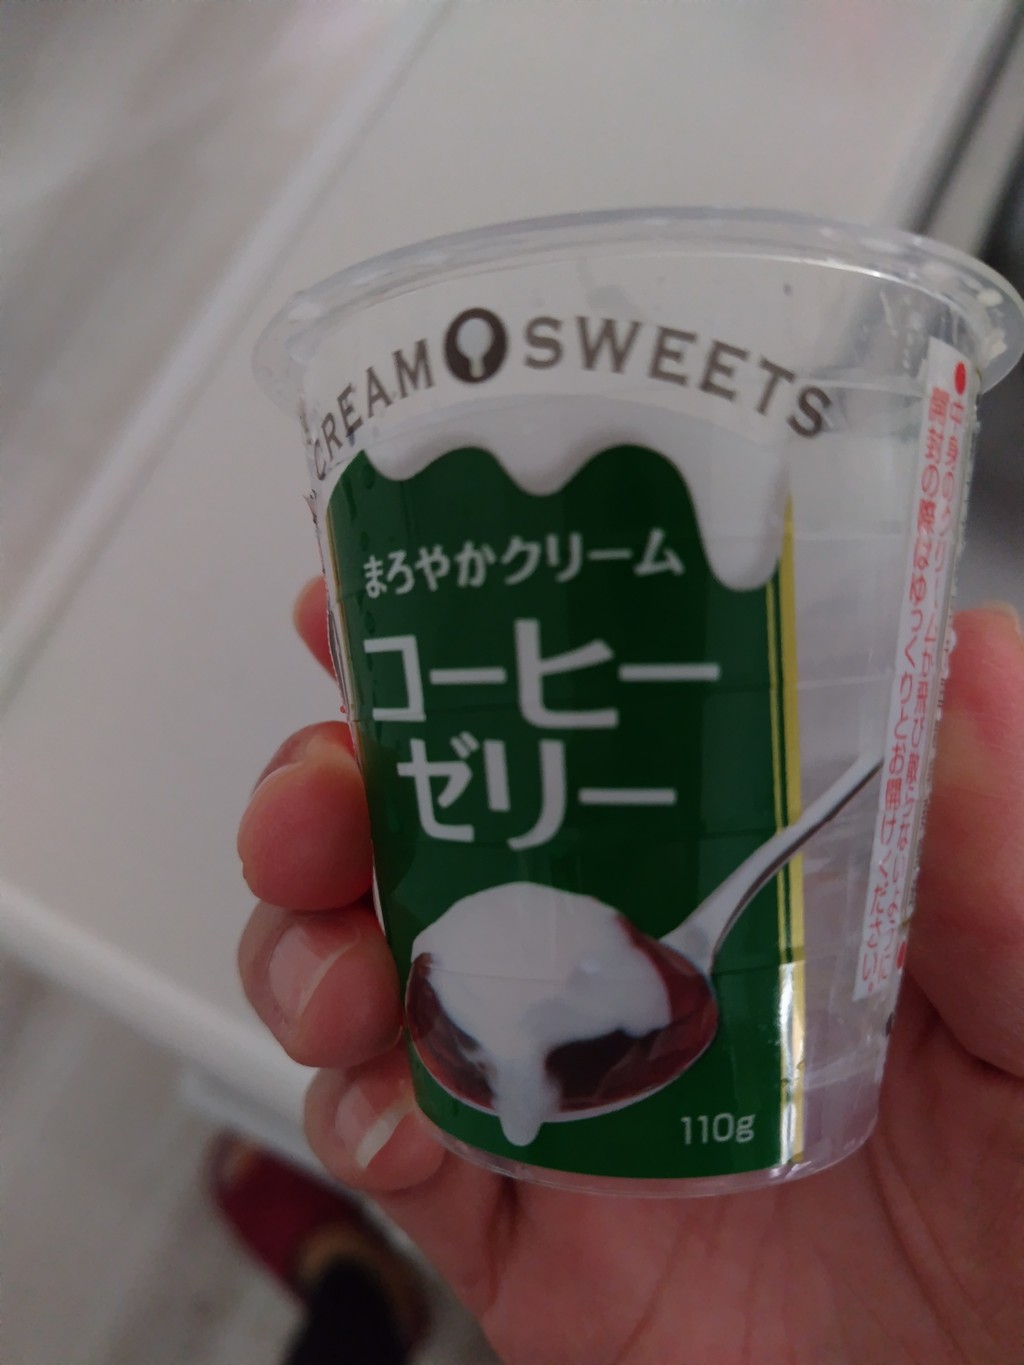 CREAM SWEETS
まろやかクリーム
コーヒー
ゼリー
110g
●中身のクリームが飛び散らないように●
開封の際はゆっくりとお開けください。